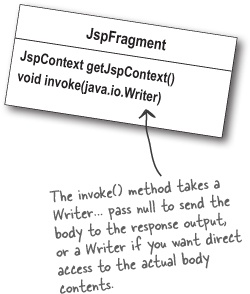 JspFragment
JspContext getJspContext()
void invoke(java.io.Writer)
The invoke() method takes a
Writer... pass null to send the
body to the response output,
or a Writer if you want direct
access to the actual body
contents.